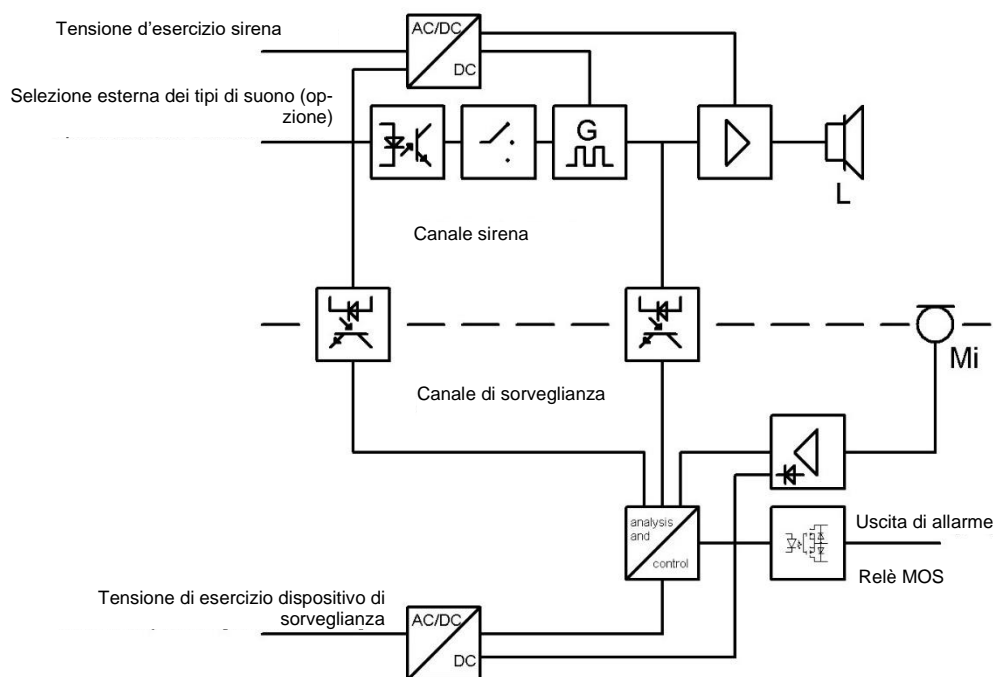 Tensione d'esercizio sirena
AC/DC
DC
Selezione esterna dei tipi di suono (op-
zione)
G
L
Canale sirena
Mi
Canale di sorveglianza
analysis
and
control
Uscita di allarme
Relè MOS
Tensione di esercizio dispositivo di
sorveglianza
AC/DC
DC